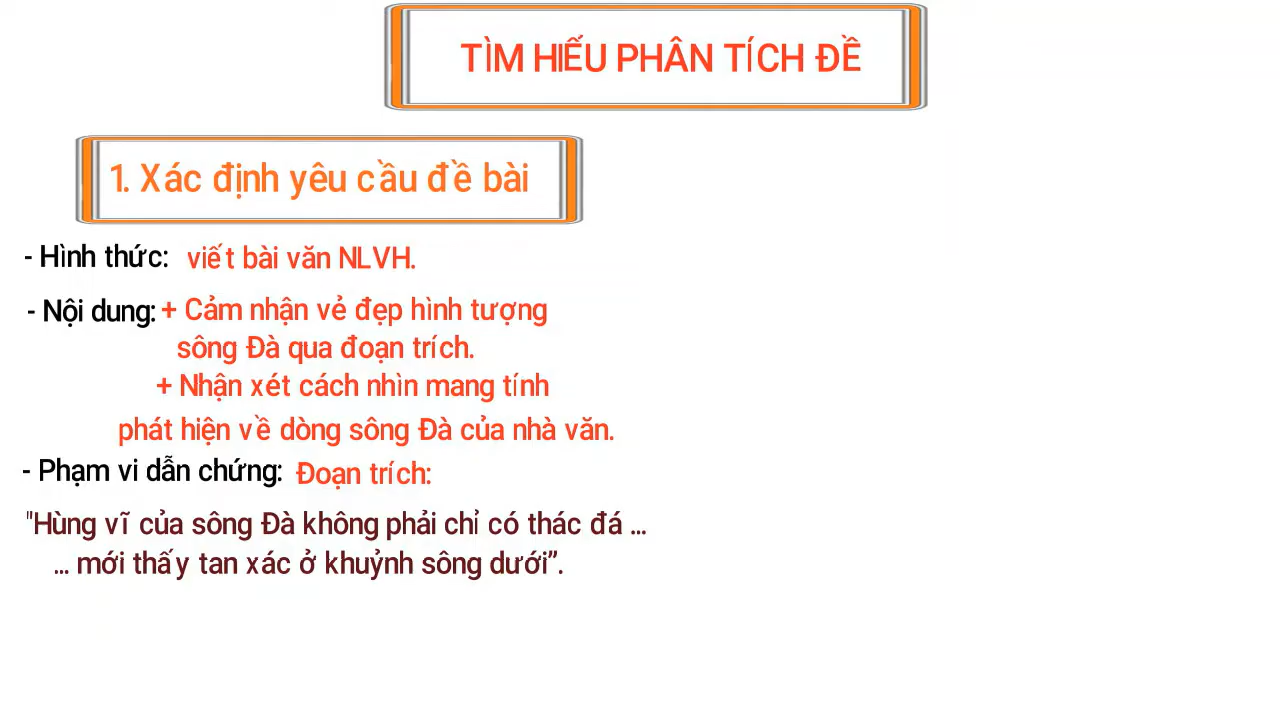 TÌM HIỂU PHÂN TÍCH ĐỀ
1. Xác định yêu cầu đề bài
- Hình thức: viết bài văn NLVH.
- Nội dung: + Cảm nhận vẻ đẹp hình tượng
sông Đà qua đoạn trích.
+ Nhận xét cách nhìn mang tính
phát hiện về dòng sông Đà của nhà văn.
- Phạm vi dẫn chứng: Đoạn trích:
"Hùng vĩ của sông Đà không phải chỉ có thác đá ...
... mới thấy tan xác ở khuỷnh sông dưới”.